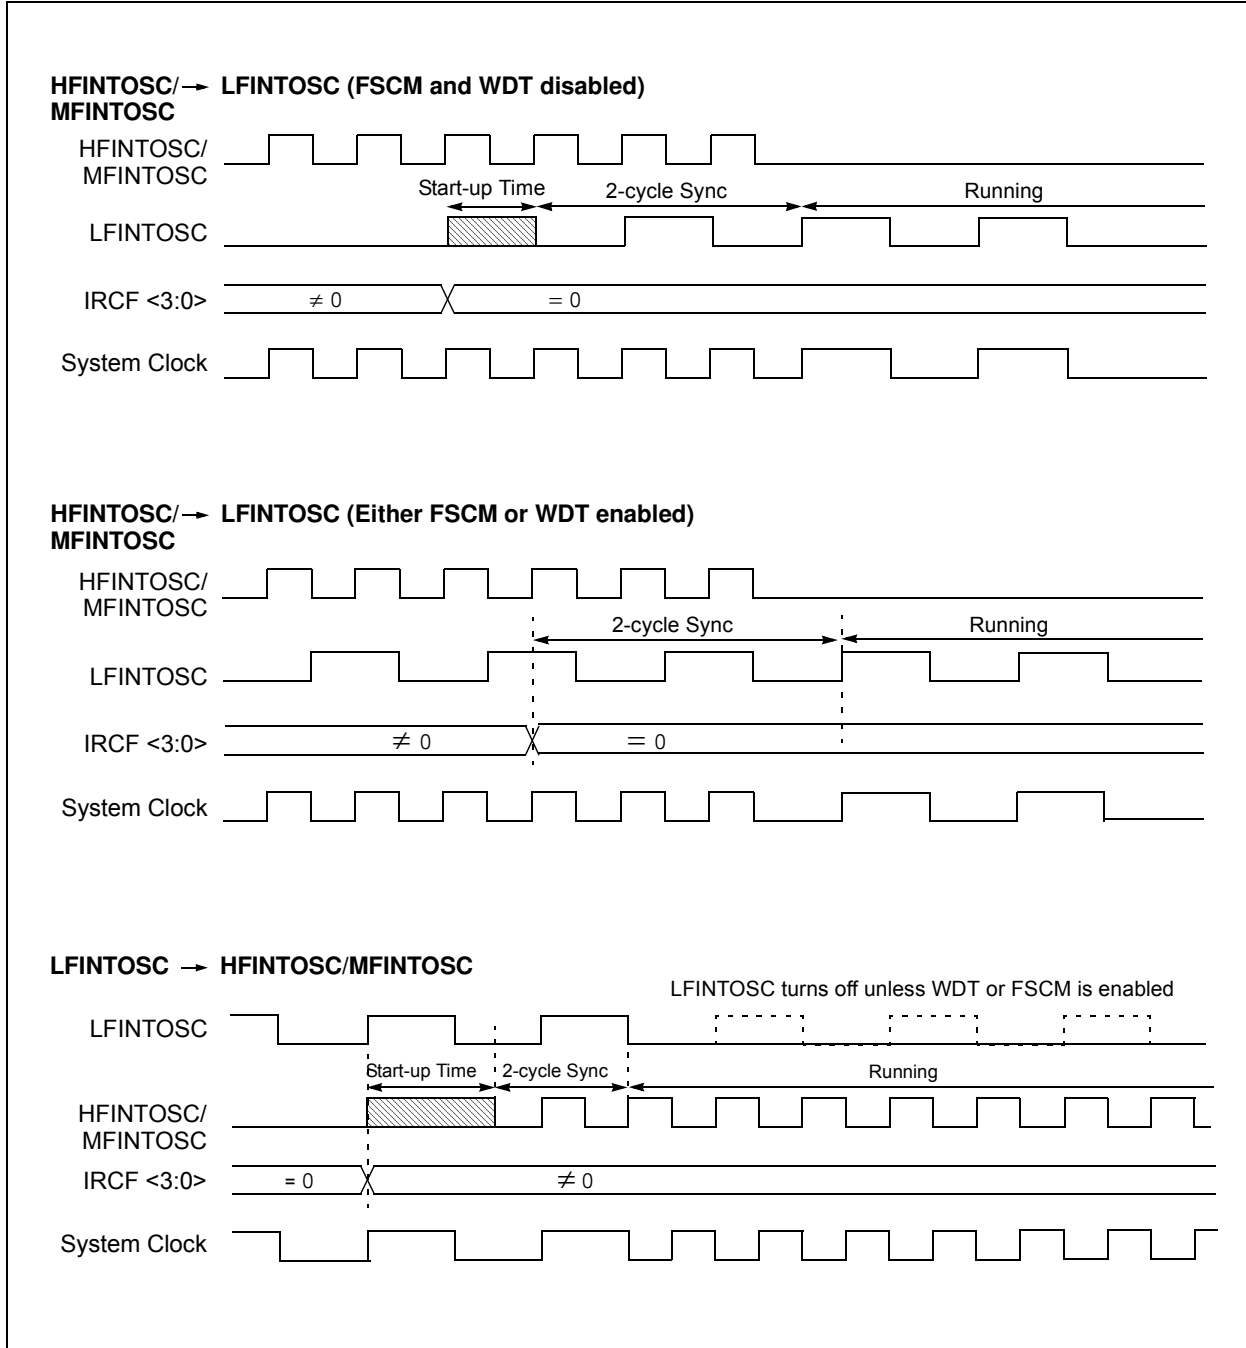 HFINTOSC/→ LFINTOSC (FSCM and WDT disabled)
MFINTOSC
HFINTOSC/
MFINTOSC
Start-up Time 2-cycle Sync Running
LFINTOSC
IRCF <3:0> ≠ 0 = 0
System Clock
HFINTOSC/→ LFINTOSC (Either FSCM or WDT enabled)
MFINTOSC
HFINTOSC/
MFINTOSC
2-cycle Sync Running
LFINTOSC
IRCF <3:0> ≠ 0 = 0
System Clock
LFINTOSC → HFINTOSC/MFINTOSC
LFINTOSC turns off unless WDT or FSCM is enabled
LFINTOSC
Start-up Time 2-cycle Sync Running
HFINTOSC/
MFINTOSC
IRCF <3:0> = 0 ≠ 0
System Clock